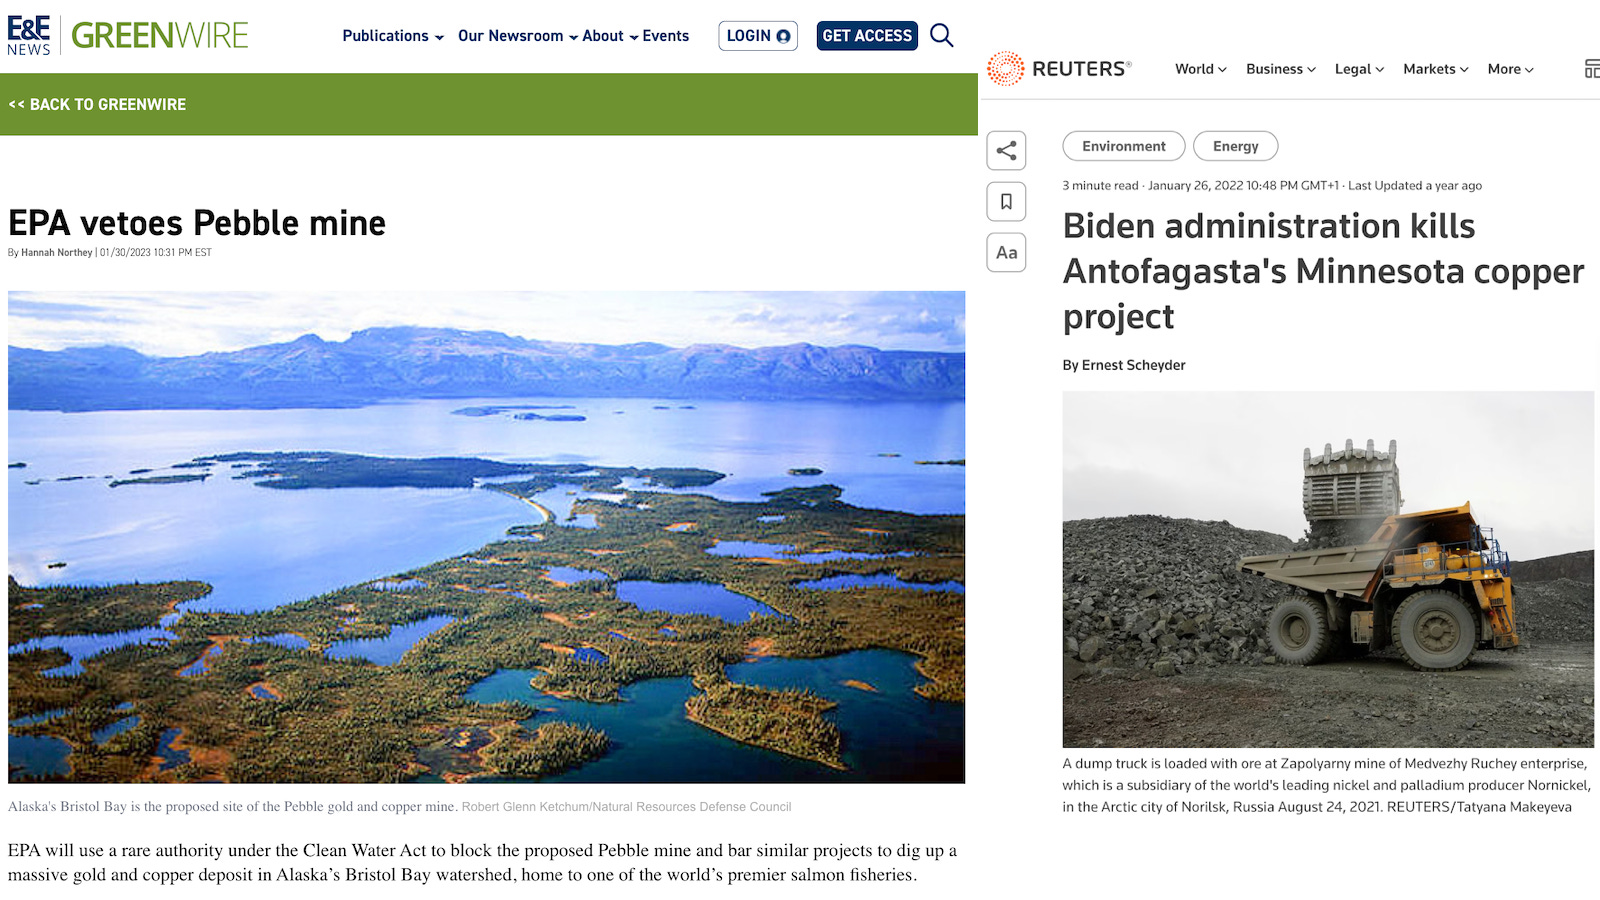 E&E
NEWS
GREENWIRE
Publications
Our Newsroom
About
Events
LOGIN
GET ACCESS
<< BACK TO GREENWIRE
EPA vetoes Pebble mine
By Hannah Northey | 01/30/2023 10:31 PM EST
Alaska's Bristol Bay is the proposed site of the Pebble gold and copper mine. Robert Glenn Ketchum/Natural Resources Defense Council
EPA will use a rare authority under the Clean Water Act to block the proposed Pebble mine and bar similar projects to dig up a
massive gold and copper deposit in Alaska’s Bristol Bay watershed, home to one of the world’s premier salmon fisheries.
REUTERS®
World
Business
Legal
Markets
More
Environment
Energy
3 minute read · January 26, 2022 10:48 PM GMT+1 · Last Updated a year ago
Aa
Biden administration kills
Antofagasta's Minnesota copper
project
By Ernest Scheyder
A dump truck is loaded with ore at Zapolyarny mine of Medvezhy Ruchey enterprise,
which is a subsidiary of the world's leading nickel and palladium producer Nornickel,
in the Arctic city of Norilsk, Russia August 24, 2021. REUTERS/Tatyana Makeyeva